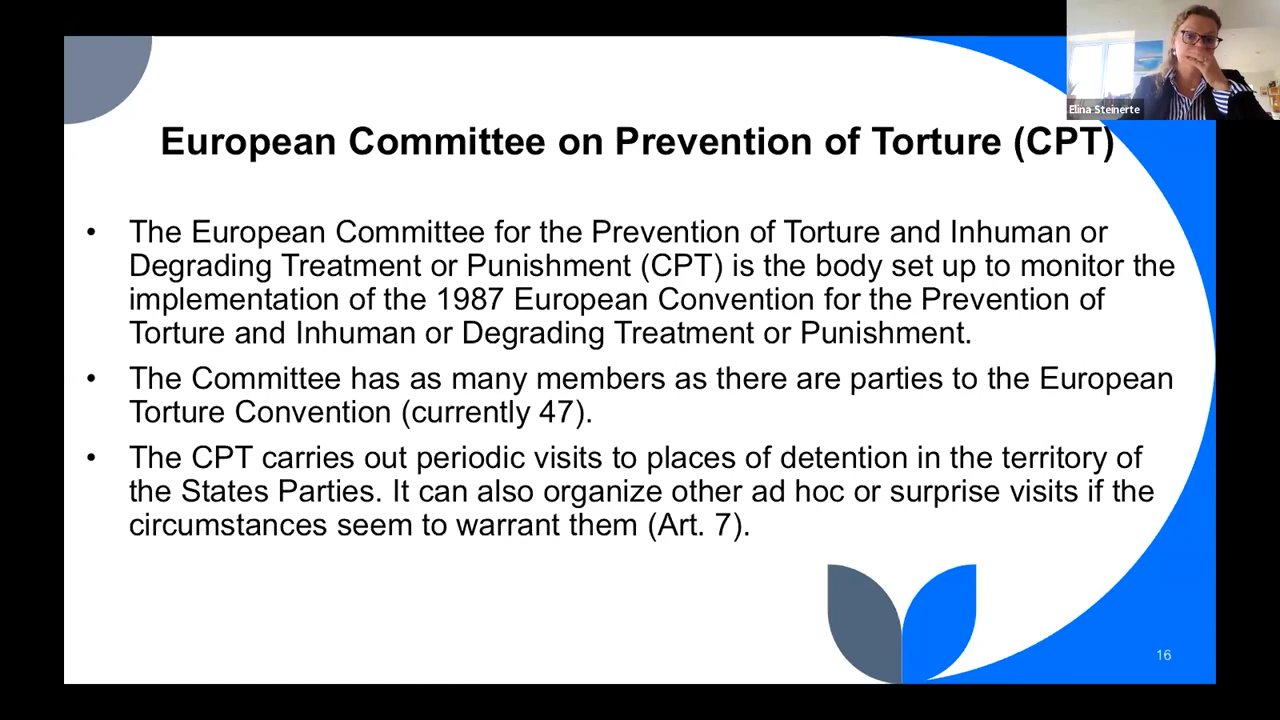 Elina Steinerte
European Committee on Prevention of Torture (CPT)
• The European Committee for the Prevention of Torture and Inhuman or
Degrading Treatment or Punishment (CPT) is the body set up to monitor the
implementation of the 1987 European Convention for the Prevention of
Torture and Inhuman or Degrading Treatment or Punishment.
• The Committee has as many members as there are parties to the European
Torture Convention (currently 47).
• The CPT carries out periodic visits to places of detention in the territory of
the States Parties. It can also organize other ad hoc or surprise visits if the
circumstances seem to warrant them (Art. 7).
16